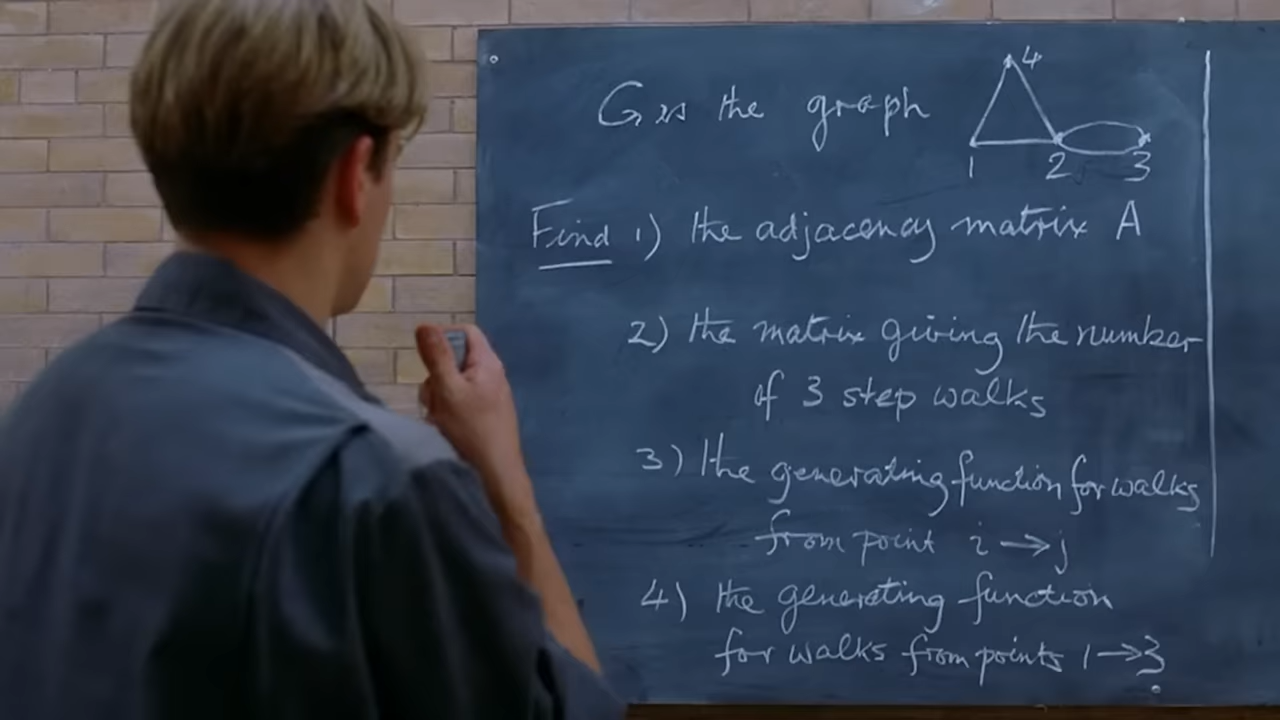 G is the graph
4
1 2 3
Find 1) the adjacency matrix A
2) the matrix giving the number
of 3 step walks
3) the generating function for walks
from point i → j
4) the generating function
for walks from points 1 → 3